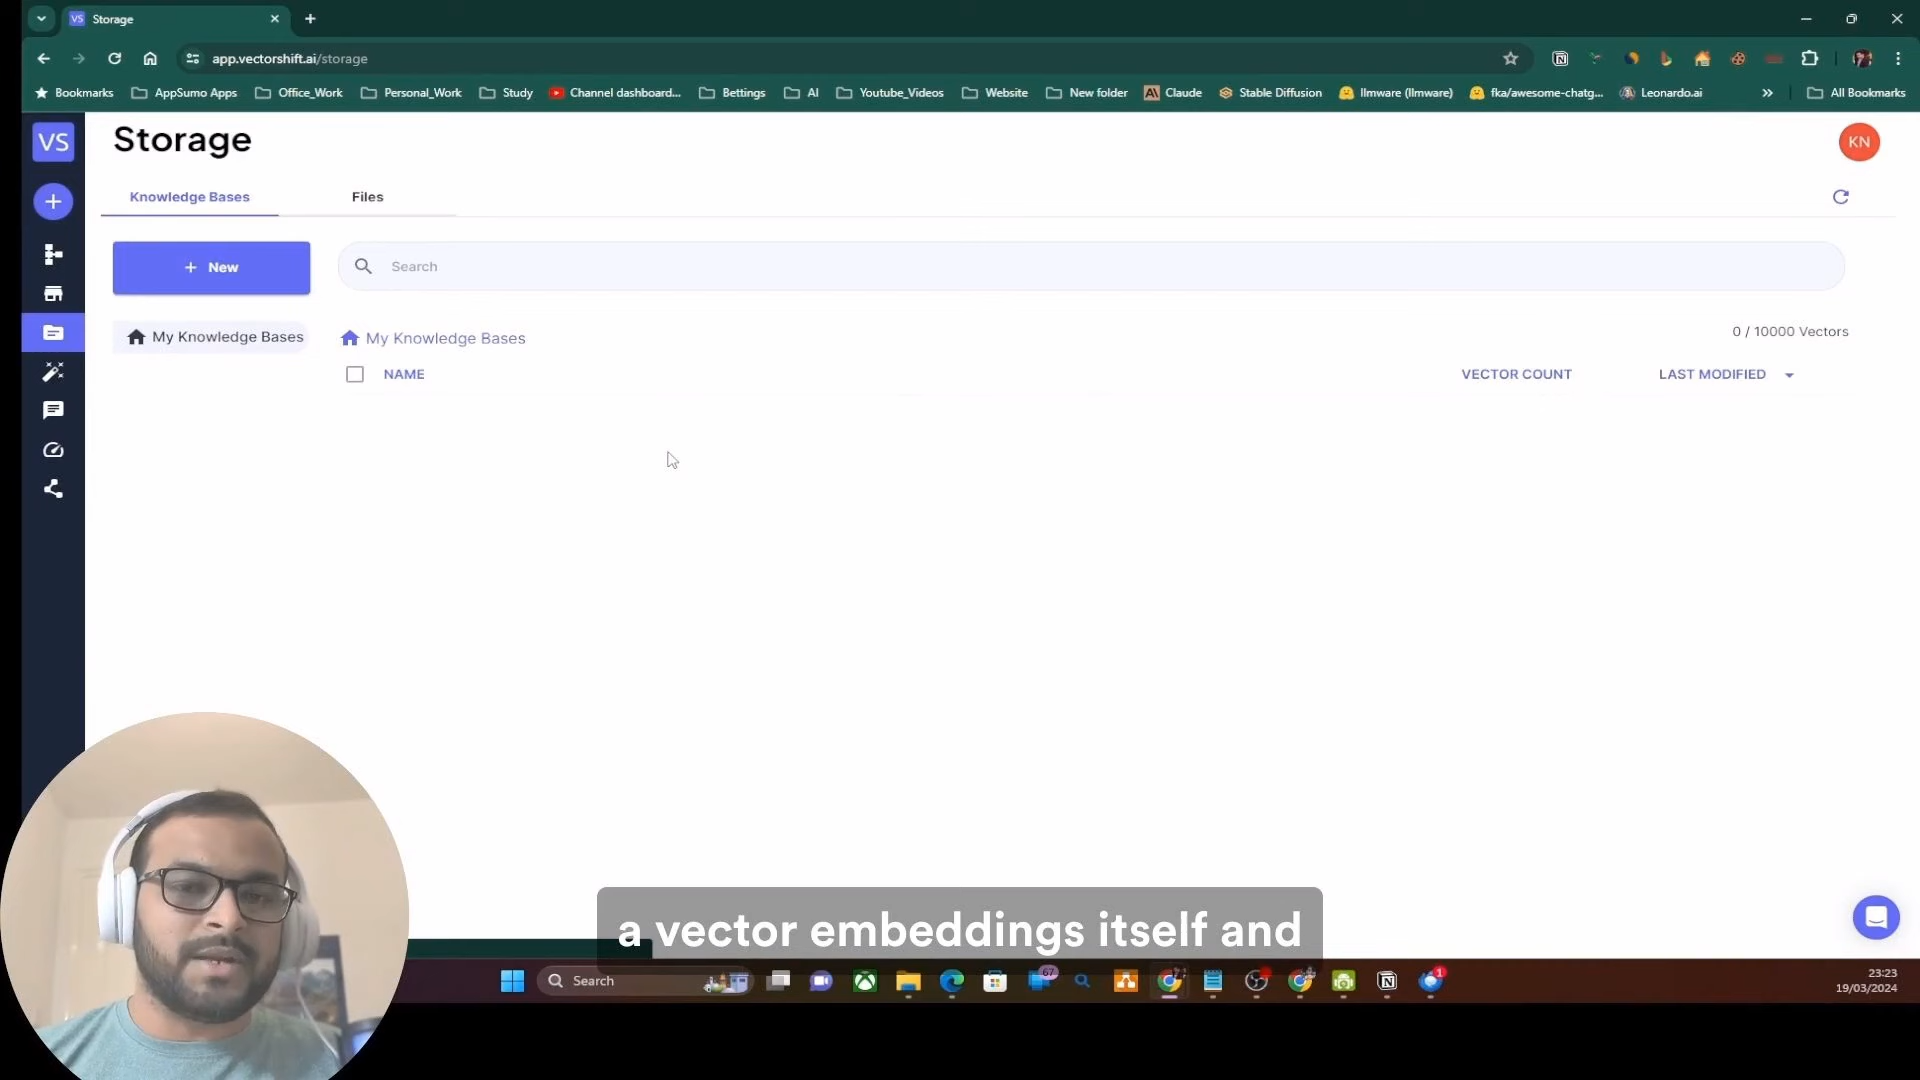 Storage
app.vectorshift.ai/storage
Bookmarks AppSumo Apps Office_Work Personal_Work Study Channel dashboard... Bettings AI Youtube_Videos Website New folder Claude Stable Diffusion llmware (llmware) fka/awesome-chatg... Leonardo.ai » All Bookmarks
VS
Storage
KN
Knowledge Bases Files
+ New
Search
My Knowledge Bases
My Knowledge Bases
0 / 10000 Vectors
NAME VECTOR COUNT LAST MODIFIED
a vector embeddings itself and
Search
67
1
23:23
19/03/2024